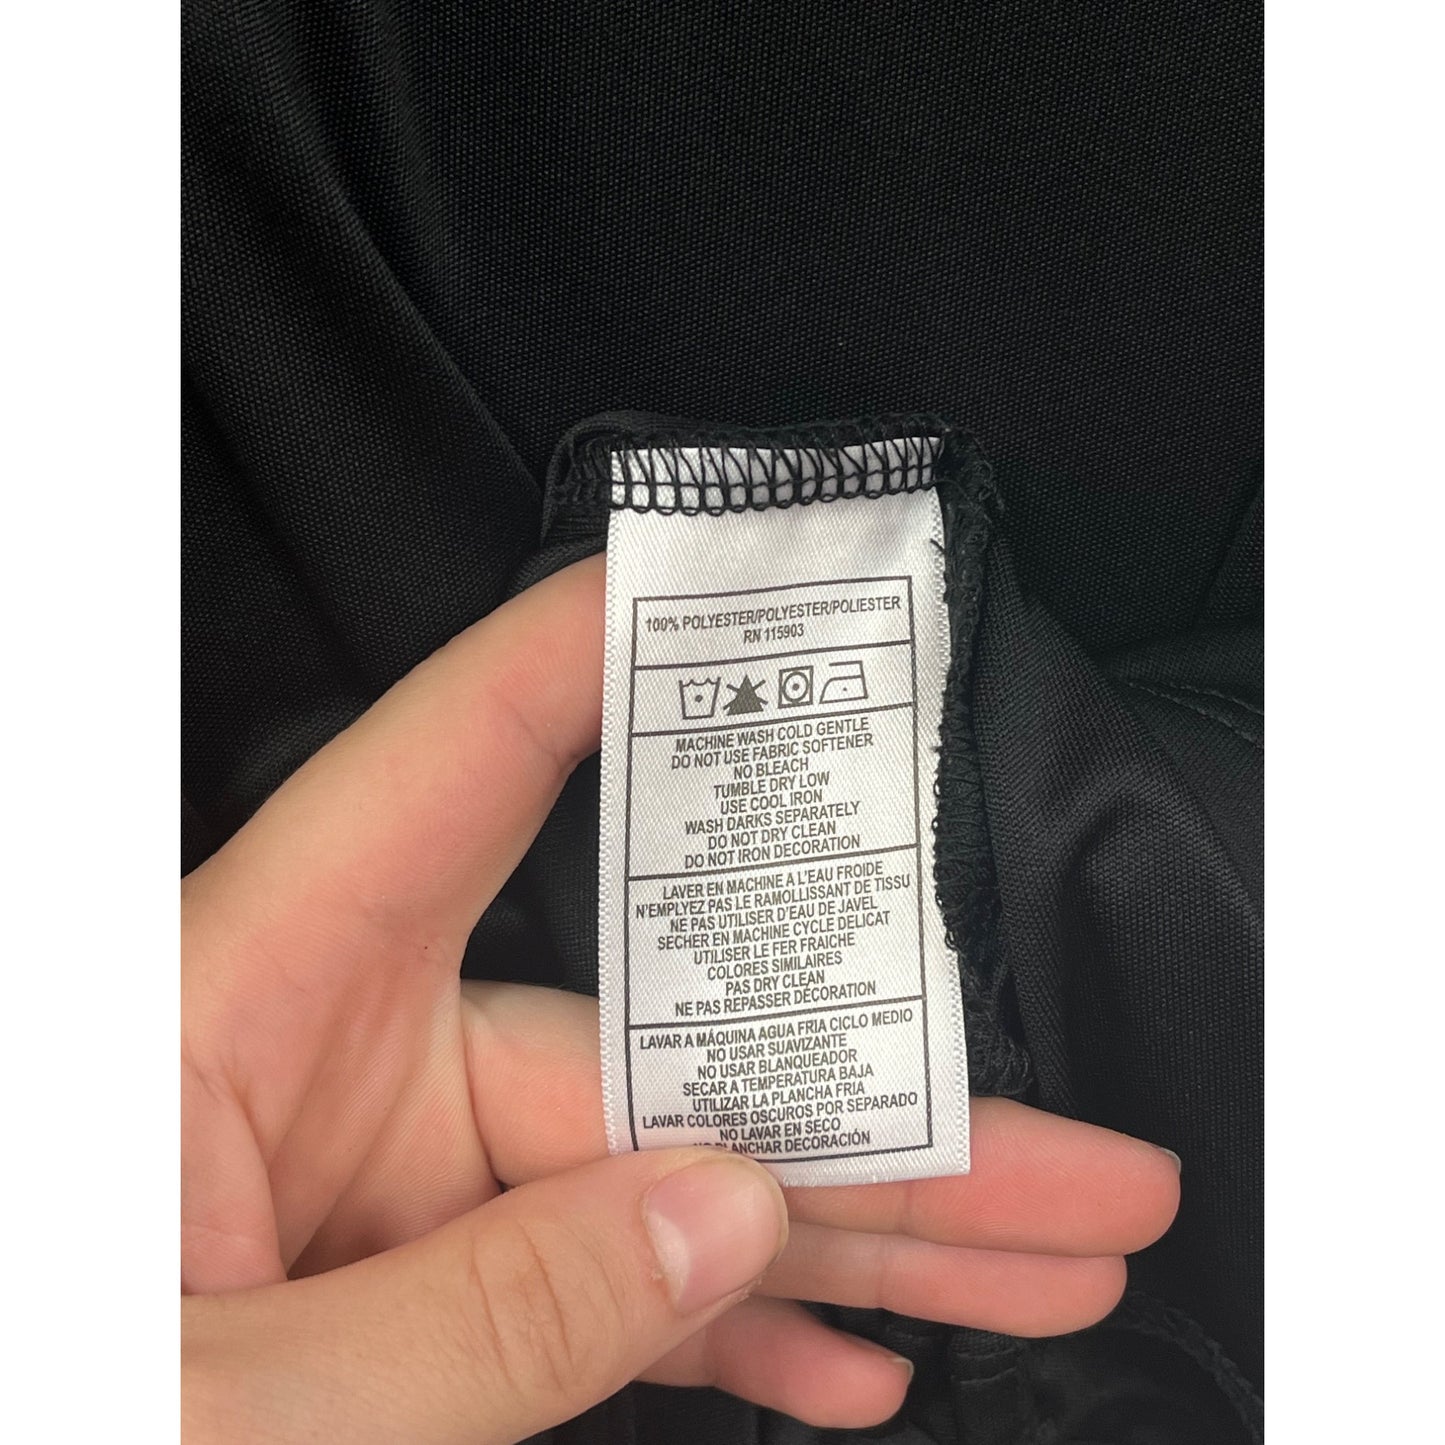 100% POLYESTER/POLYESTER/POLIESTER
RN 115903
MACHINE WASH COLD GENTLE
DO NOT USE FABRIC SOFTENER
NO BLEACH
TUMBLE DRY LOW
USE COOL IRON
WASH DARKS SEPARATELY
DO NOT DRY CLEAN
DO NOT IRON DECORATION
LAVER EN MACHINE A L'EAU FROIDE
N'EMPLYEZ PAS LE RAMOLLISSANT DE TISSU
NE PAS UTILISER D'EAU DE JAVEL
SECHER EN MACHINE CYCLE DELICAT
UTILISER LE FER FRAICHE
COLORES SIMILAIRES
PAS DRY CLEAN
NE PAS REPASSER DÉCORATION
LAVAR A MÁQUINA AGUA FRIA CICLO MEDIO
NO USAR SUAVIZANTE
NO USAR BLANQUEADOR
SECAR A TEMPERATURA BAJA
UTILIZAR LA PLANCHA FRIA
LAVAR COLORES OSCUROS POR SEPARADO
NO LAVAR EN SECO
NO PLANCHAR DECORACIÓN